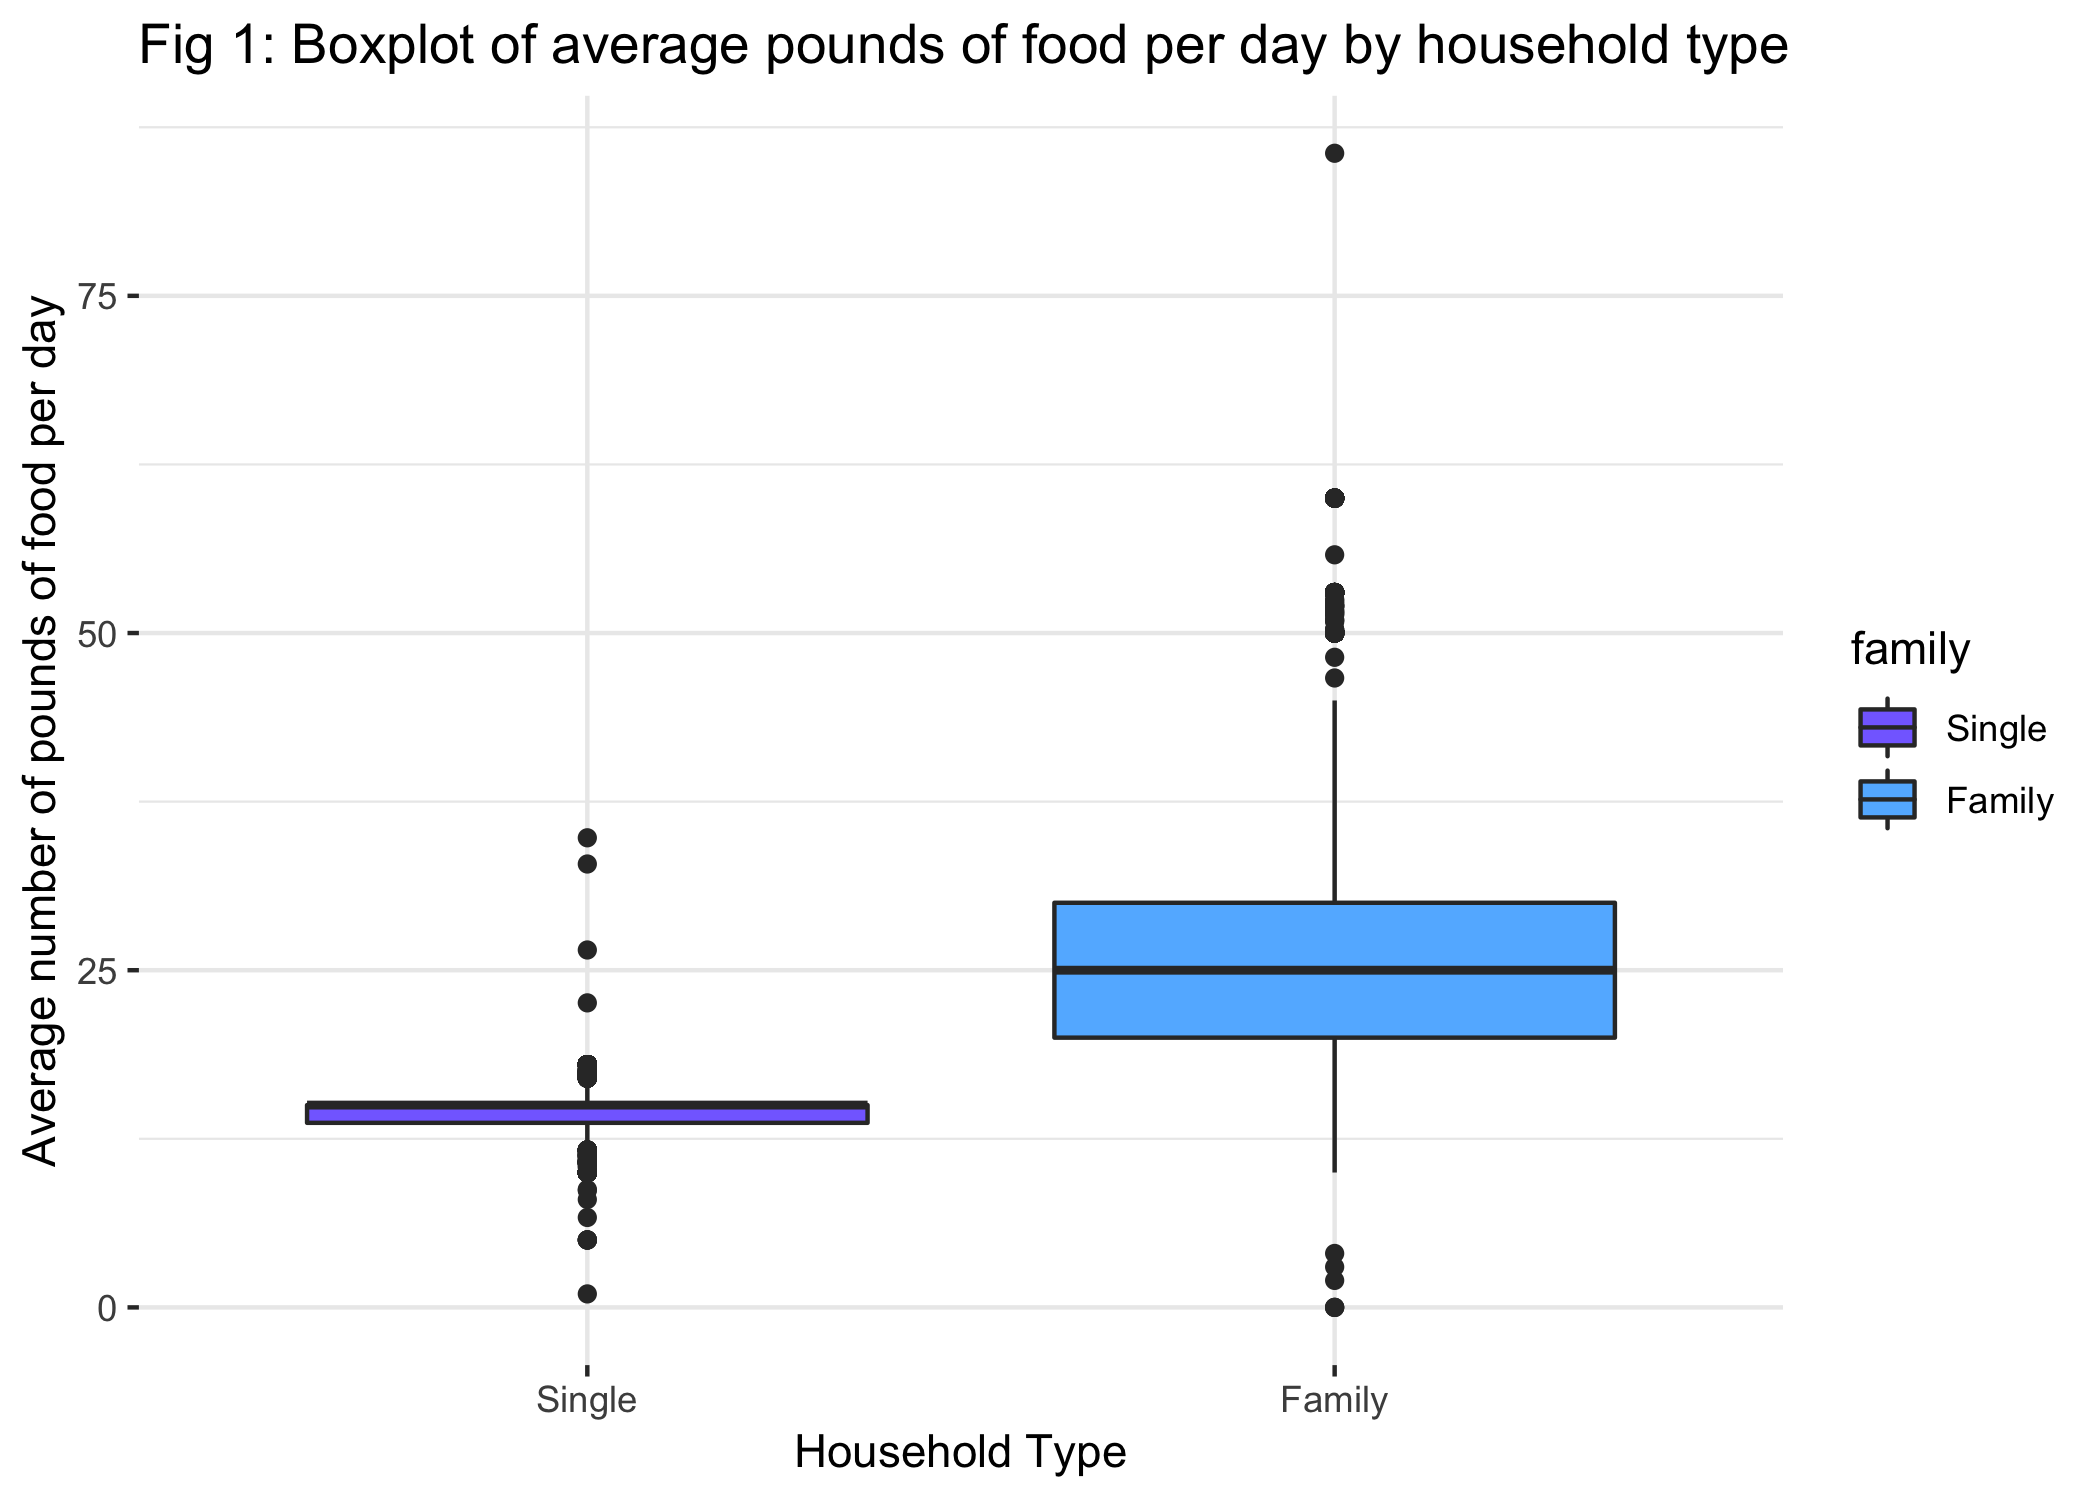 Fig 1: Boxplot of average pounds of food per day by household type
Average number of pounds of food per day
75
50
25
0
Single
Family
Household Type
family
Single
Family